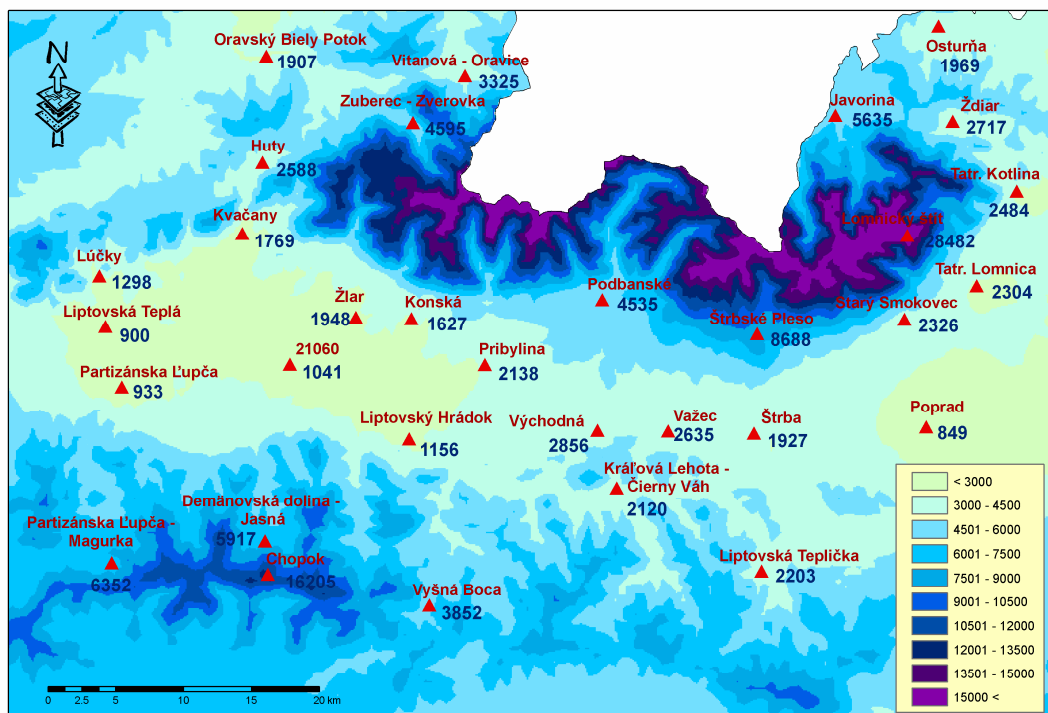 N
Oravský Biely Potok
1907
Vitanová - Oravice
3325
Zuberec - Zverovka
4595
Osturňa
1969
Javorina
5635
Ždiar
2717
Huty
2588
Tatr. Kotlina
2484
Kvačany
1769
Lomnický štít
28482
Lúčky
1298
Tatr. Lomnica
2304
Podbanské
4535
Žlar
1948
Konská
1627
Starý Smokovec
2326
Liptovská Teplá
900
Štrbské Pleso
8688
21060
1041
Pribylina
2138
Partizánska Ľupča
933
Liptovský Hrádok
1156
Východná
2856
Važec
2635
Štrba
1927
Poprad
849
Kráľová Lehota -
Čierny Váh
2120
Demänovská dolina -
Jasná
5917
Partizánska Ľupča -
Magurka
6352
Chopok
16205
Vyšná Boca
3852
Liptovská Teplička
2203
< 3000
3000 - 4500
4501 - 6000
6001 - 7500
7501 - 9000
9001 - 10500
10501 - 12000
12001 - 13500
13501 - 15000
15000 <
0 2.5 5 10 15 20 km